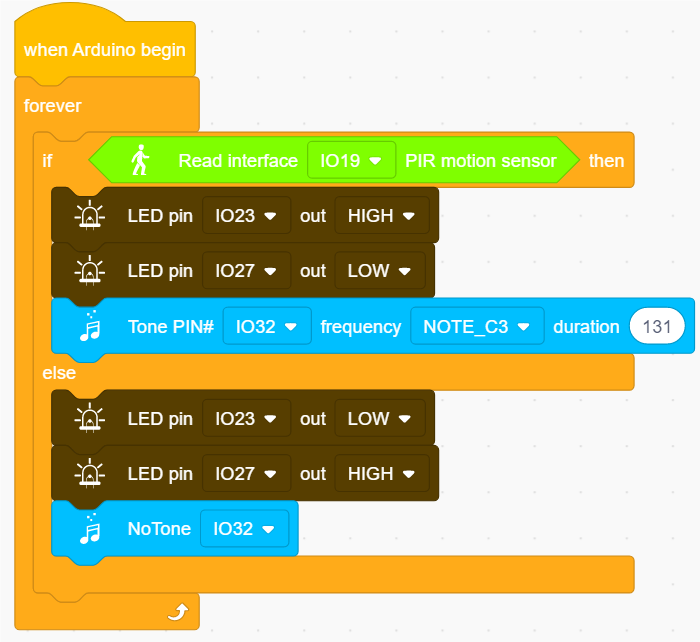 when Arduino begin
forever
if Read interface IO19 PIR motion sensor then
LED pin IO23 out HIGH
LED pin IO27 out LOW
Tone PIN# IO32 frequency NOTE_C3 duration 131
else
LED pin IO23 out LOW
LED pin IO27 out HIGH
NoTone IO32